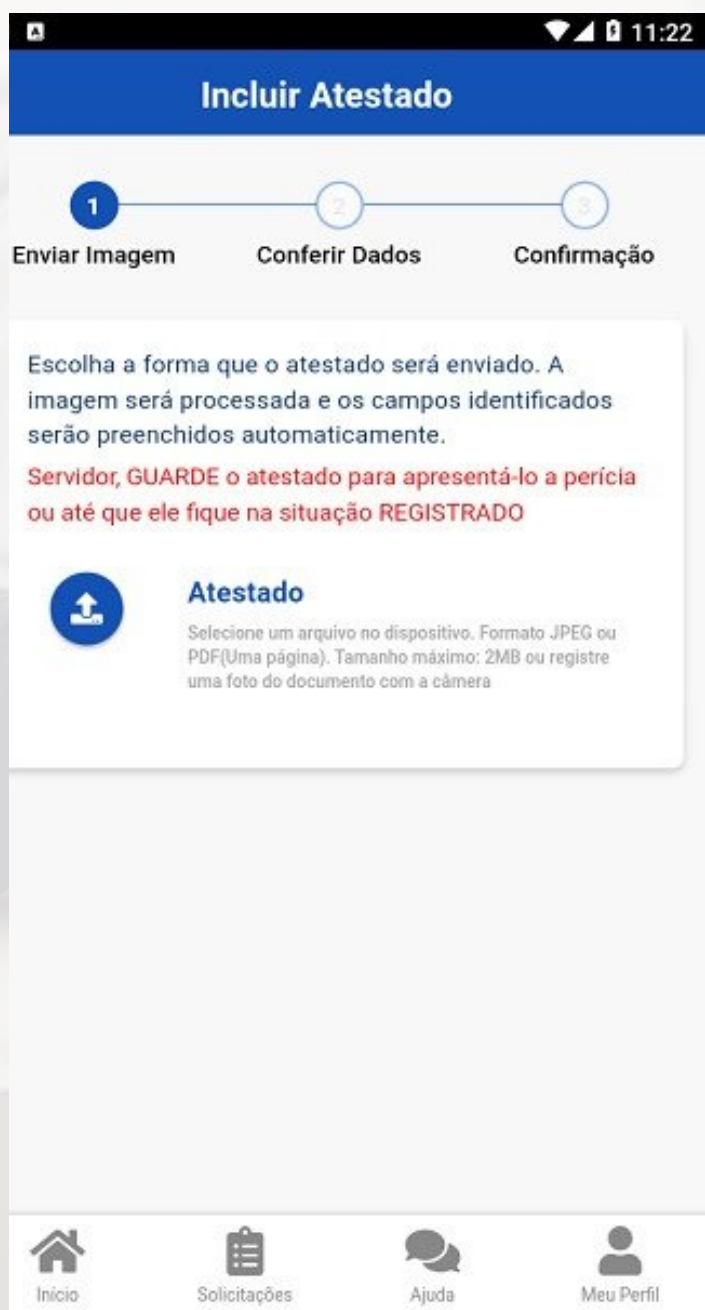 11:22
Incluir Atestado
1
2
3
Enviar Imagem
Conferir Dados
Confirmação
Escolha a forma que o atestado será enviado. A
imagem será processada e os campos identificados
serão preenchidos automaticamente.
Servidor, GUARDE o atestado para apresentá-lo a perícia
ou até que ele fique na situação REGISTRADO
Atestado
Selecione um arquivo no dispositivo. Formato JPEG ou
PDF(Uma página). Tamanho máximo: 2MB ou registre
uma foto do documento com a câmera
Início
Solicitações
Ajuda
Meu Perfil